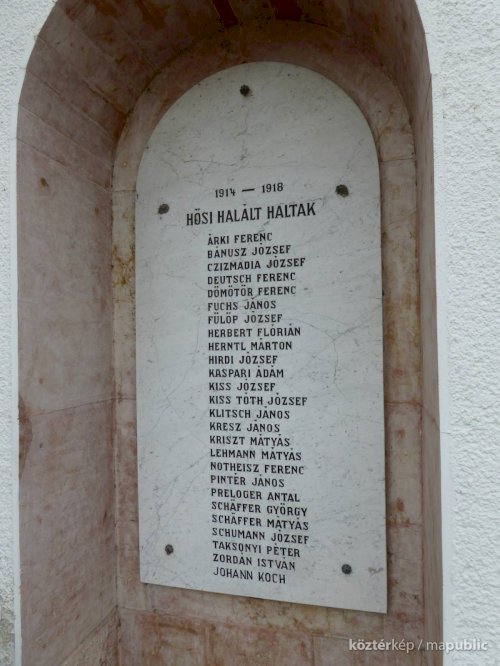 1914 — 1918
HŐSI HALÁLT HALTAK
ÁRKI FERENC
BÁNUSZ JÓZSEF
CZIZMADIA JÓZSEF
DEUTSCH FERENC
DÖMÖTÖR FERENC
FUCHS JÁNOS
FÜLÖP JÓZSEF
HERBERT FLÓRIÁN
HERNTL MÁRTON
HIRDI JÓZSEF
KASPARI ÁDÁM
KISS JÓZSEF
KISS TÓTH JÓZSEF
KLITSCH JÁNOS
KRESZ JÁNOS
KRISZT MÁTYÁS
LEHMANN MÁTYÁS
NOTHEISZ FERENC
PINTÉR JÁNOS
PRELOGER ANTAL
SCHÄFFER GYÖRGY
SCHÄFFER MÁTYÁS
SCHUMANN JÓZSEF
TAKSONYI PÉTER
ZORDÁN ISTVÁN
JOHANN KOCH
köztérkép / mapublic